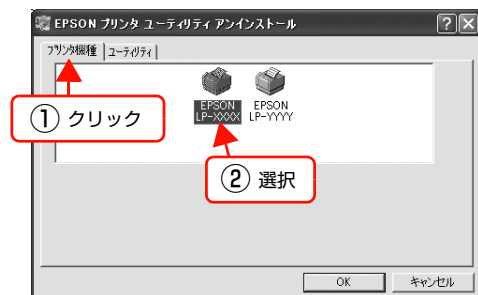 EPSON プリンタ ユーティリティ アンインストール
プリンタ機種 ユーティリティ
EPSON LP-XXXX
EPSON LP-YYYY
① クリック
② 選択
OK キャンセル